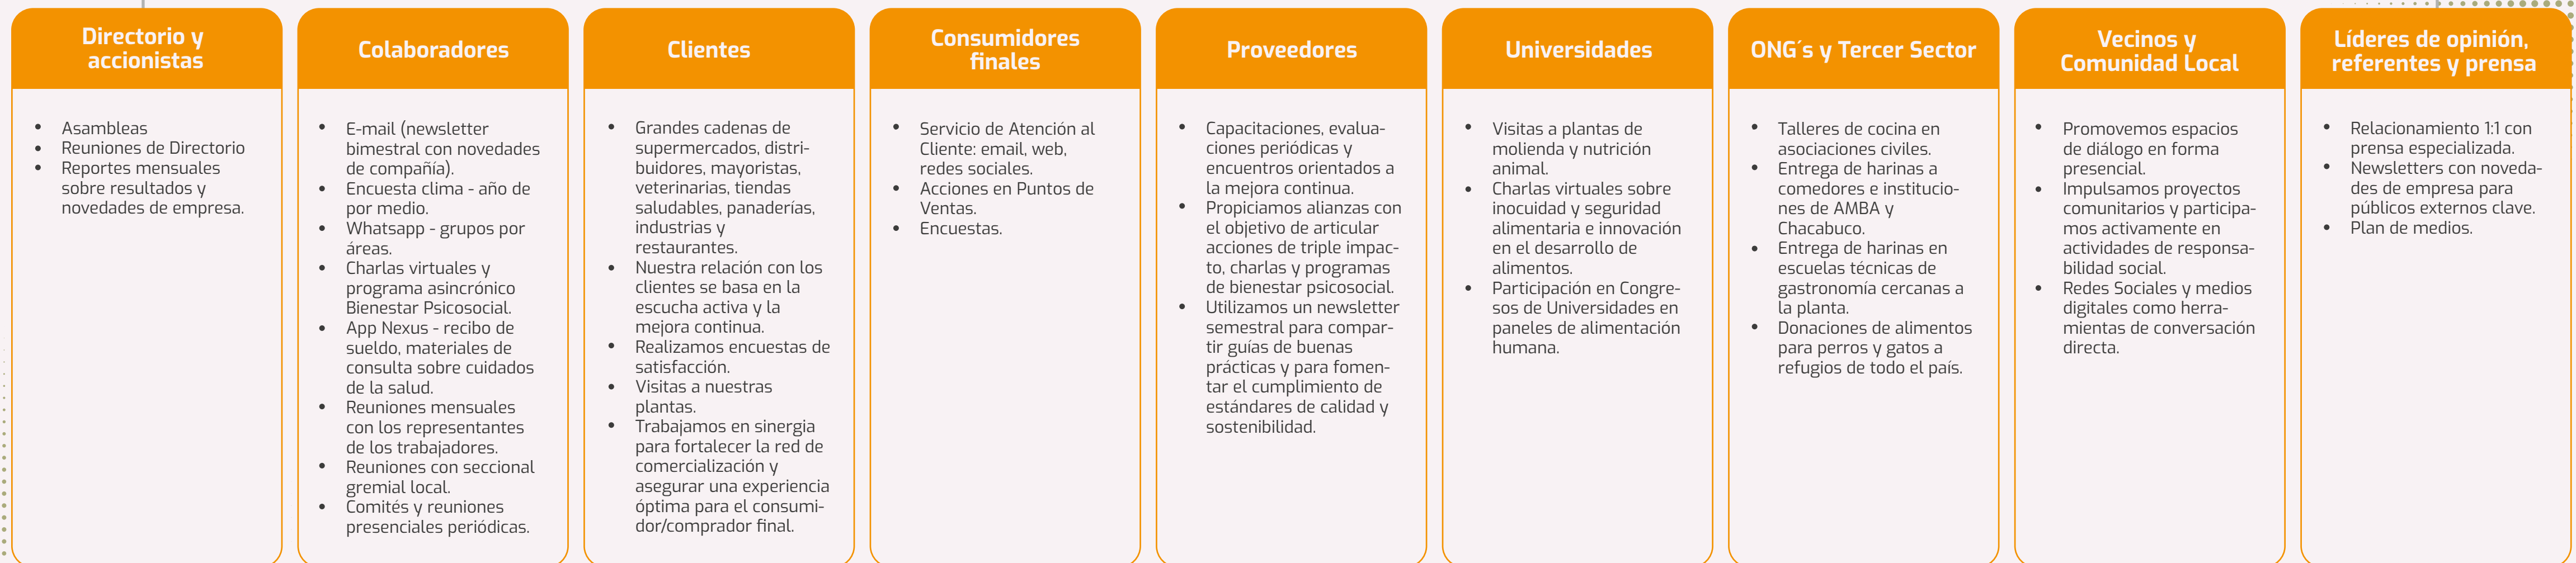 Directorio y
accionistas
• Asambleas
• Reuniones de Directorio
• Reportes mensuales
sobre resultados y
novedades de empresa.
Colaboradores
• E-mail (newsletter
bimestral con novedades
de compañía).
• Encuesta clima - año de
por medio.
• Whatsapp - grupos por
áreas.
• Charlas virtuales y
programa asincrónico
Bienestar Psicosocial.
• App Nexus - recibo de
sueldo, materiales de
consulta sobre cuidados
de la salud.
• Reuniones mensuales
con los representantes
de los trabajadores.
• Reuniones con seccional
gremial local.
• Comités y reuniones
presenciales periódicas.
Clientes
• Grandes cadenas de
supermercados, distri-
buidores, mayoristas,
veterinarias, tiendas
saludables, panaderías,
industrias y
restaurantes.
• Nuestra relación con los
clientes se basa en la
escucha activa y la
mejora continua.
• Realizamos encuestas de
satisfacción.
• Visitas a nuestras
plantas.
• Trabajamos en sinergia
para fortalecer la red de
comercialización y
asegurar una experiencia
óptima para el consumi-
dor/comprador final.
Consumidores
finales
• Servicio de Atención al
Cliente: email, web,
redes sociales.
• Acciones en Puntos de
Ventas.
• Encuestas.
Proveedores
• Capacitaciones, evalua-
ciones periódicas y
encuentros orientados a
la mejora continua.
• Propiciamos alianzas con
el objetivo de articular
acciones de triple impac-
to, charlas y programas
de bienestar psicosocial.
• Utilizamos un newsletter
semestral para compar-
tir guías de buenas
prácticas y para fomen-
tar el cumplimiento de
estándares de calidad y
sostenibilidad.
Universidades
• Visitas a plantas de
molienda y nutrición
animal.
• Charlas virtuales sobre
inocuidad y seguridad
alimentaria e innovación
en el desarrollo de
alimentos.
• Participación en Congre-
sos de Universidades en
paneles de alimentación
humana.
ONG´s y Tercer Sector
• Talleres de cocina en
asociaciones civiles.
• Entrega de harinas a
comedores e institucio-
nes de AMBA y
Chacabuco.
• Entrega de harinas en
escuelas técnicas de
gastronomía cercanas a
la planta.
• Donaciones de alimentos
para perros y gatos a
refugios de todo el país.
Vecinos y
Comunidad Local
• Promovemos espacios
de diálogo en forma
presencial.
• Impulsamos proyectos
comunitarios y participa-
mos activamente en
actividades de responsa-
bilidad social.
• Redes Sociales y medios
digitales como herra-
mientas de conversación
directa.
Líderes de opinión,
referentes y prensa
• Relacionamiento 1:1 con
prensa especializada.
• Newsletters con noveda-
des de empresa para
públicos externos clave.
• Plan de medios.